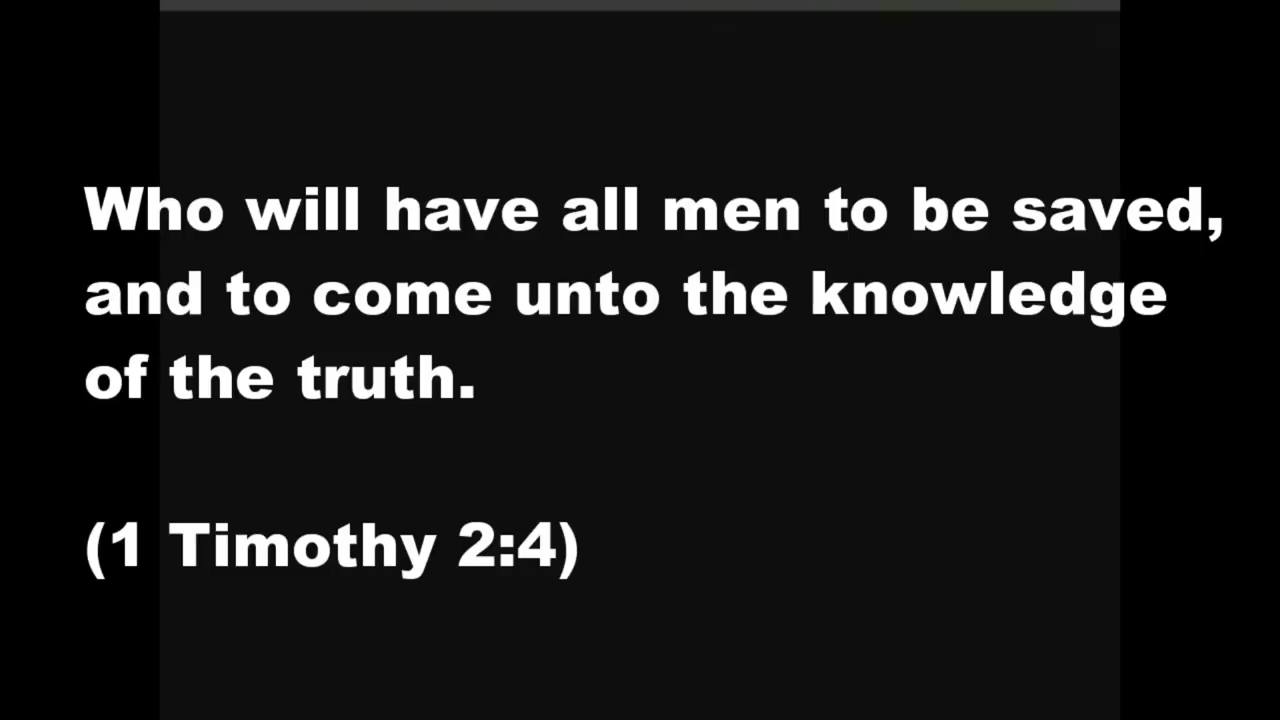 Who will have all men to be saved,
and to come unto the knowledge
of the truth.
(1 Timothy 2:4)